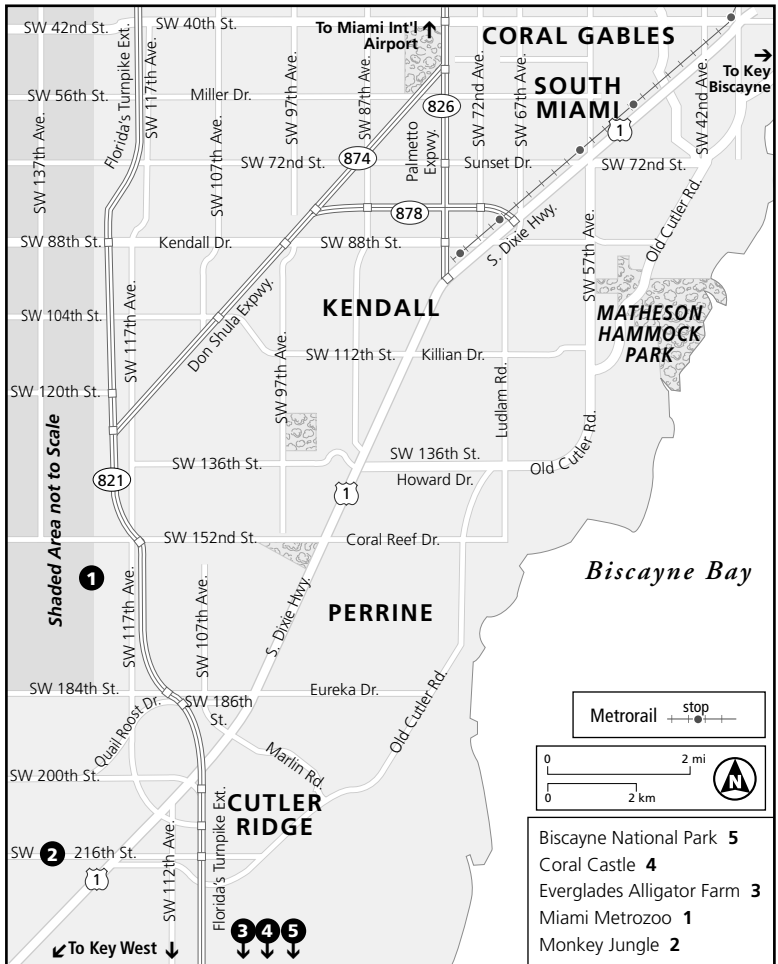 SW 42nd St.
SW 40th St.
To Miami Int'l
Airport
CORAL GABLES
To Key
Biscayne
Florida's Turnpike Ext.
SW 117th Ave.
SW 97th Ave.
SW 87th Ave.
SW 72nd Ave.
SW 67th Ave.
SW 42nd Ave.
SOUTH
MIAMI
SW 56th St.
Miller Dr.
826
1
SW 137th Ave.
SW 107th Ave.
874
Palmetto
Expwy.
SW 72nd St.
Sunset Dr.
SW 72nd St.
878
Old Cutler Rd.
SW 88th St.
Kendall Dr.
SW 88th St.
S. Dixie Hwy.
SW 57th Ave.
KENDALL
MATHESON
HAMMOCK
PARK
SW 104th St.
SW 117th Ave.
Don Shula Expwy.
SW 97th Ave.
SW 112th St.
Killian Dr.
SW 120th St.
Ludlam Rd.
Old Cutler Rd.
SW 136th St.
SW 136th St.
Howard Dr.
821
1
Shaded Area not to Scale
SW 152nd St.
Coral Reef Dr.
1
Biscayne Bay
SW 117th Ave.
SW 107th Ave.
S. Dixie Hwy.
PERRINE
SW 184th St.
SW 186th
St.
Eureka Dr.
Old Cutler Rd.
Quail Roost Dr.
Marlin Rd.
Metrorail
stop
SW 200th St.
0
2 mi
0
2 km
N
CUTLER
RIDGE
SW 2 216th St.
1
SW 112th Ave.
Florida's Turnpike Ext.
3 4 5
To Key West
Biscayne National Park 5
Coral Castle 4
Everglades Alligator Farm 3
Miami Metrozoo 1
Monkey Jungle 2